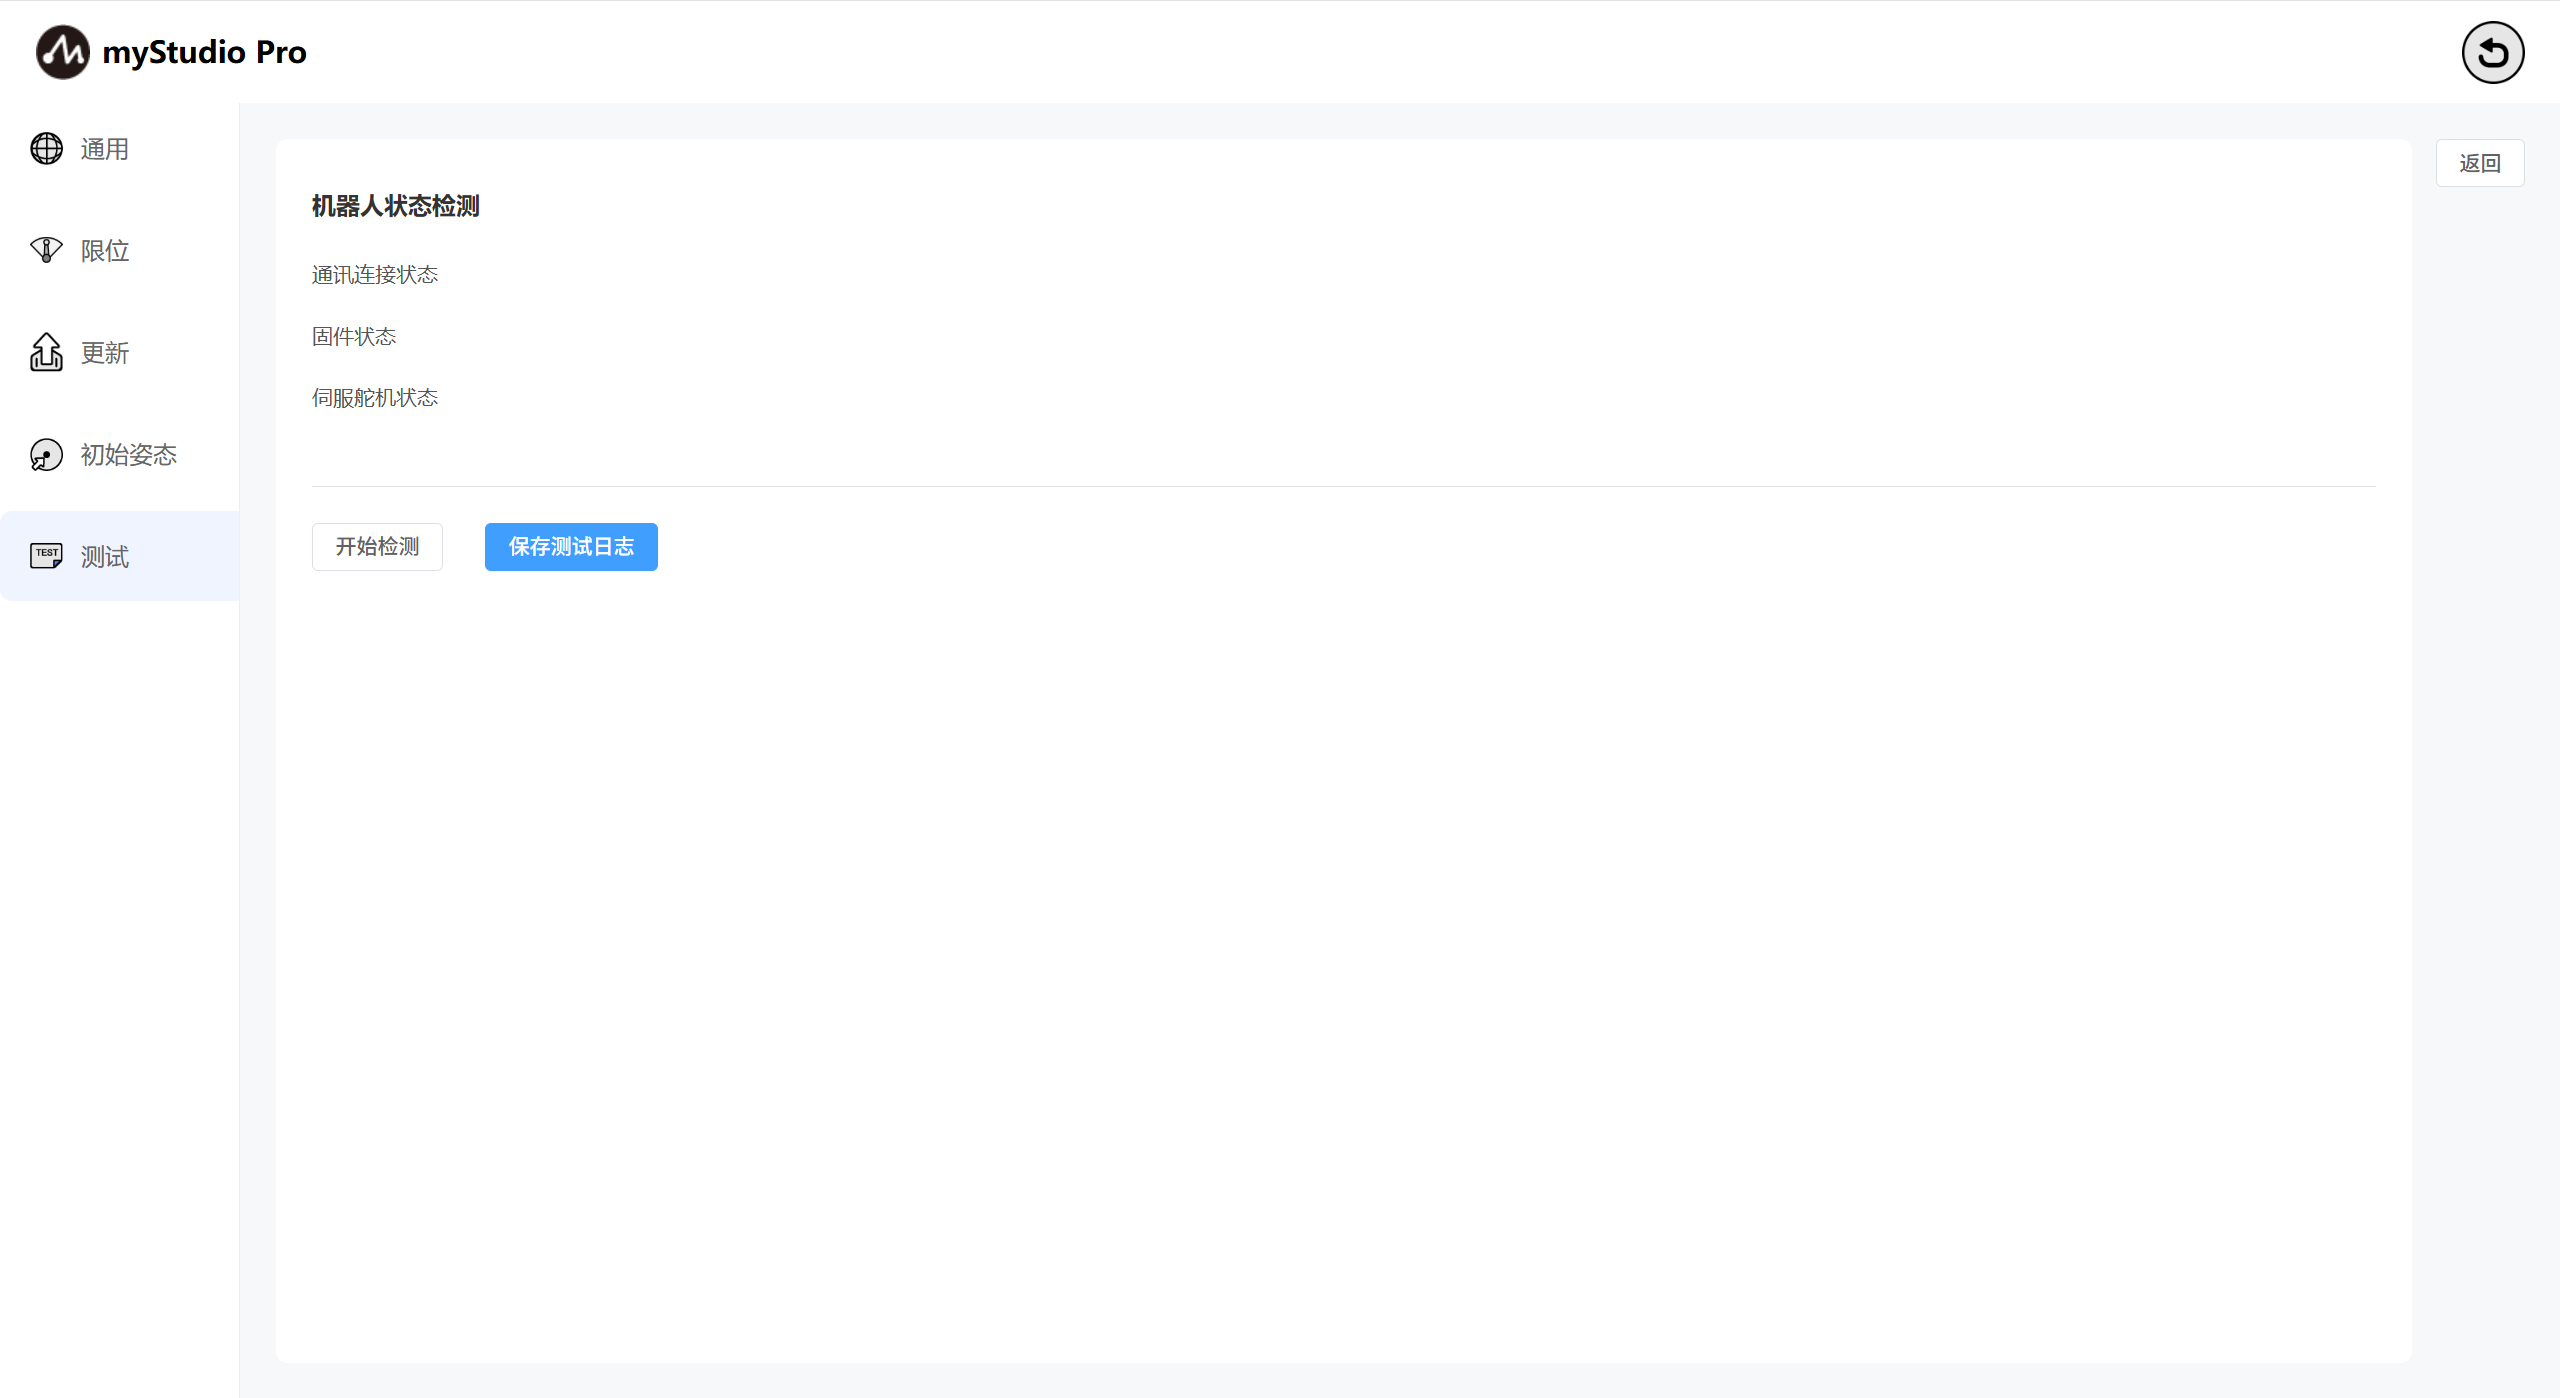 myStudio Pro
通用
限位
更新
初始姿态
TEST
测试
返回
机器人状态检测
通讯连接状态
固件状态
伺服舵机状态
开始检测
保存测试日志